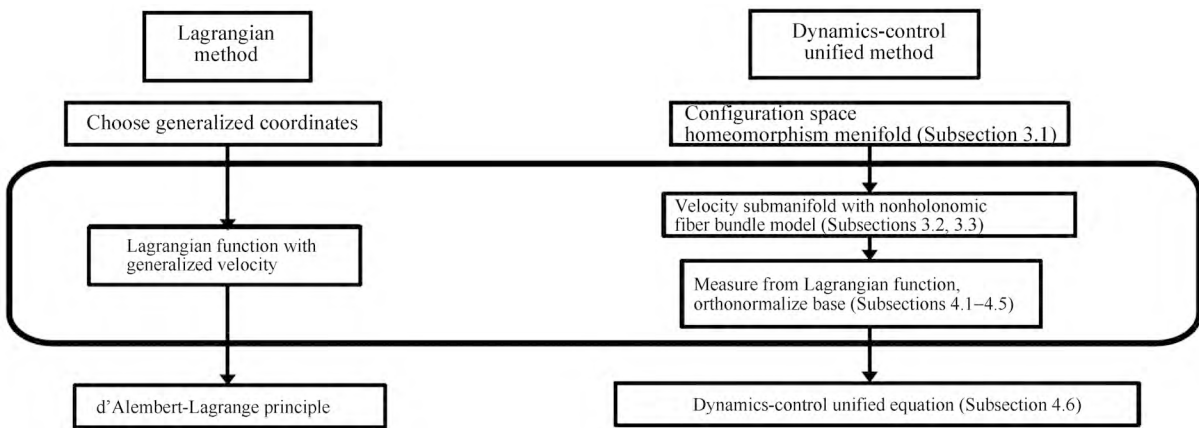 Lagrangian
method
Dynamics-control
unified method
Choose generalized coordinates
Configuration space
homeomorphism menifold (Subsection 3.1)
Lagrangian function with
generalized velocity
Velocity submanifold with nonholonomic
fiber bundle model (Subsections 3.2, 3.3)
Measure from Lagrangian function,
orthonormalize base (Subsections 4.1–4.5)
d’Alembert-Lagrange principle
Dynamics-control unified equation (Subsection 4.6)